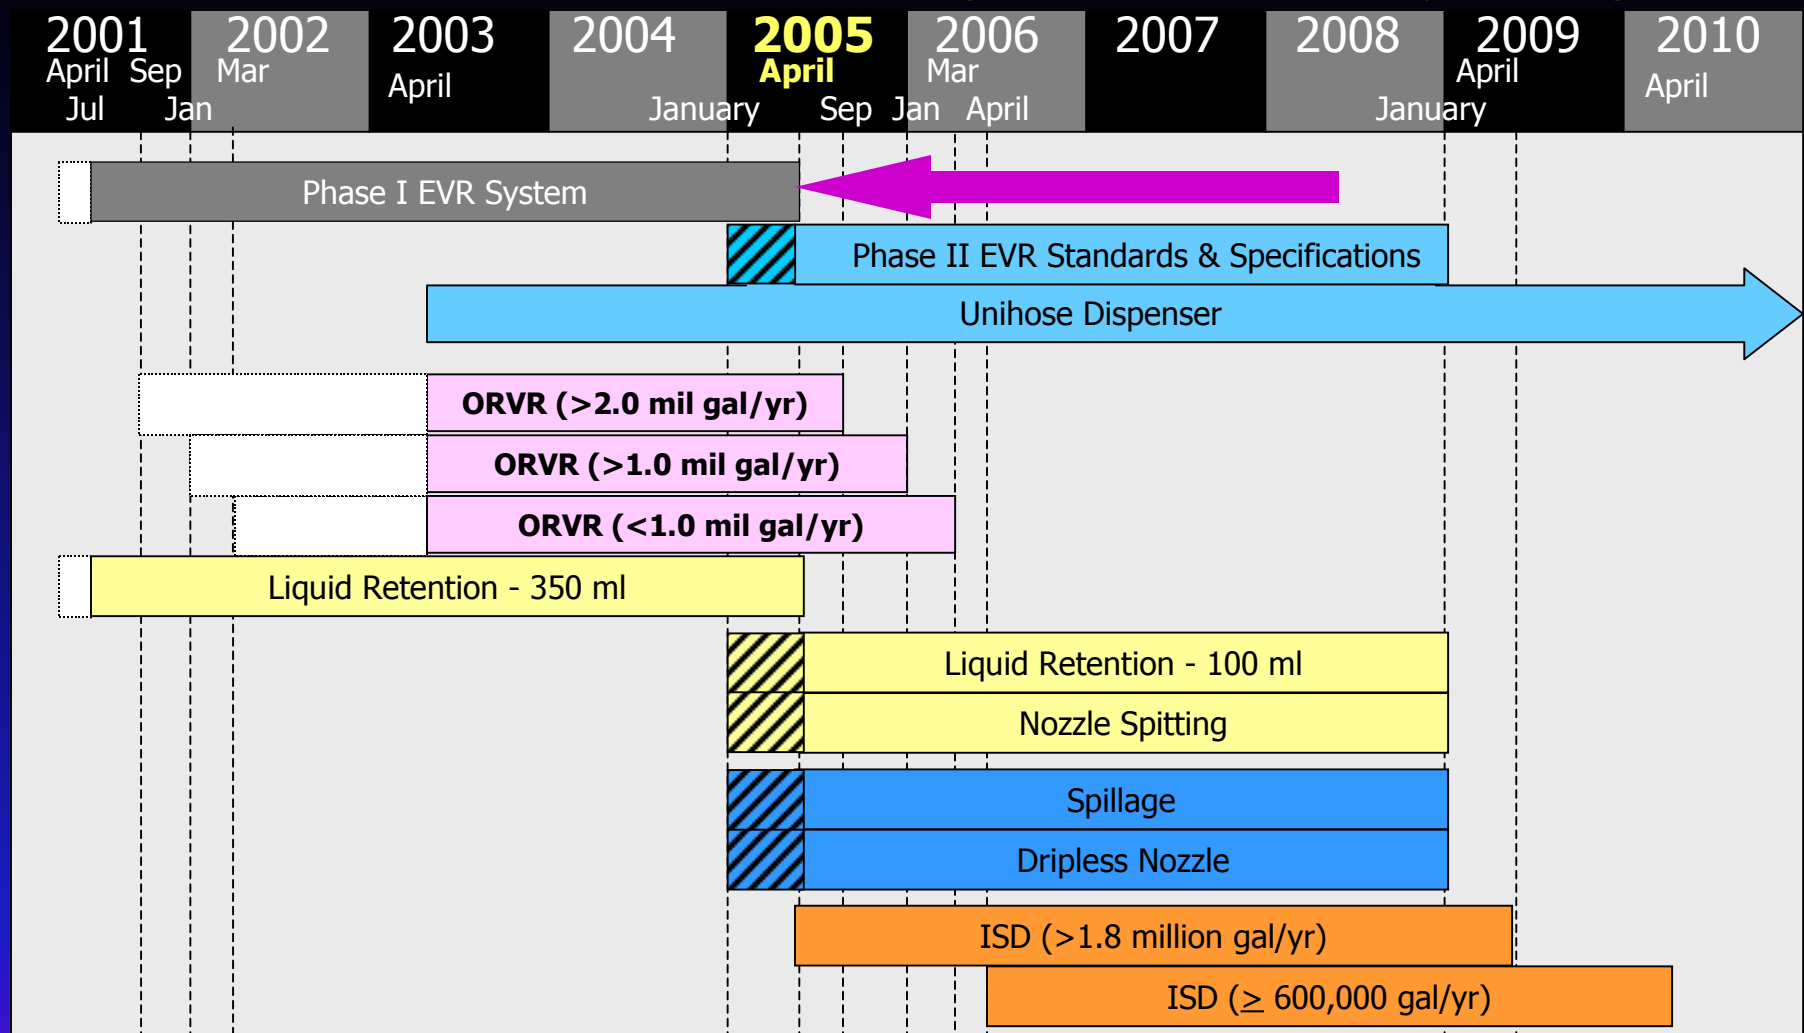 2001 2002 2003 2004 2005 2006 2007 2008 2009 2010
April Sep Mar April April Mar April April
Jul Jan January Sep Jan April January
Phase I EVR System
Phase II EVR Standards & Specifications
Unihose Dispenser
ORVR (>2.0 mil gal/yr)
ORVR (>1.0 mil gal/yr)
ORVR (<1.0 mil gal/yr)
Liquid Retention - 350 ml
Liquid Retention - 100 ml
Nozzle Spitting
Spillage
Dripless Nozzle
ISD (>1.8 million gal/yr)
ISD (≥ 600,000 gal/yr)